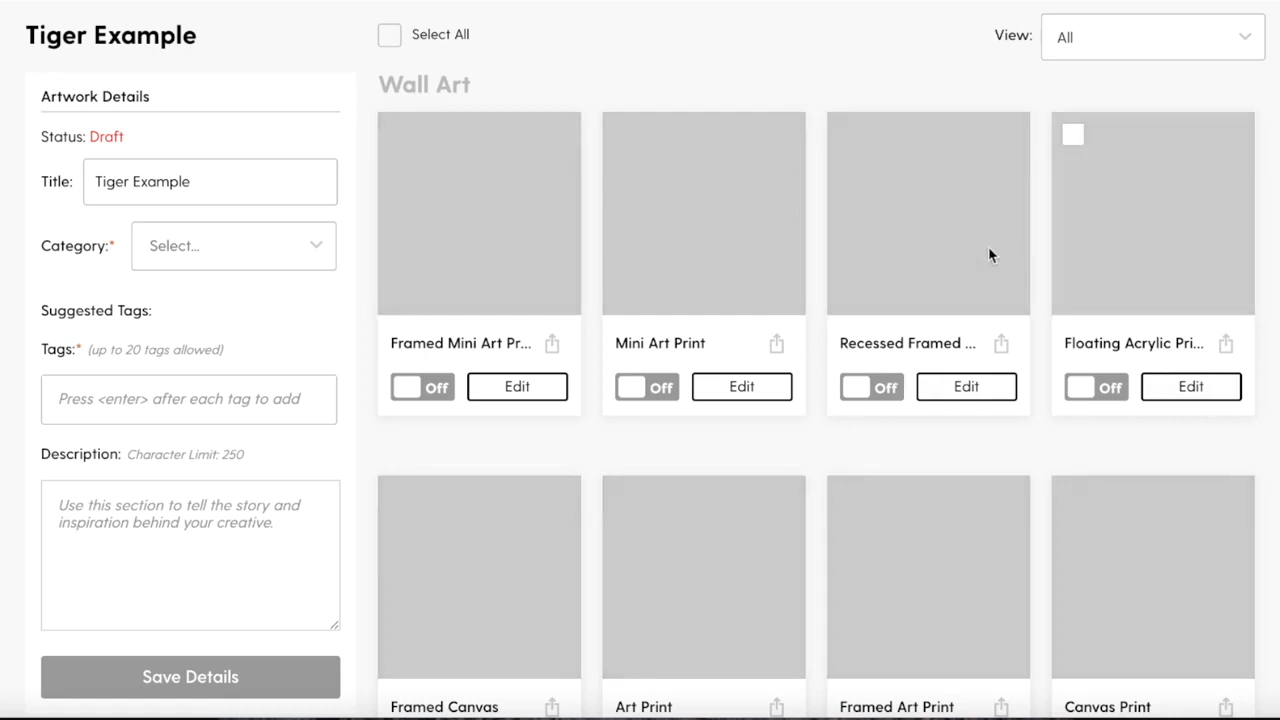 Tiger Example
Select All
View:
All
Artwork Details
Status: Draft
Title:
Tiger Example
Category:*
Select...
Suggested Tags:
Tags:* (up to 20 tags allowed)
Press <enter> after each tag to add
Description: Character Limit: 250
Use this section to tell the story and
inspiration behind your creative.
Save Details
Wall Art
Framed Mini Art Pr...
Off
Edit
Mini Art Print
Off
Edit
Recessed Framed ...
Off
Edit
Floating Acrylic Pri...
Off
Edit
Framed Canvas
Art Print
Framed Art Print
Canvas Print